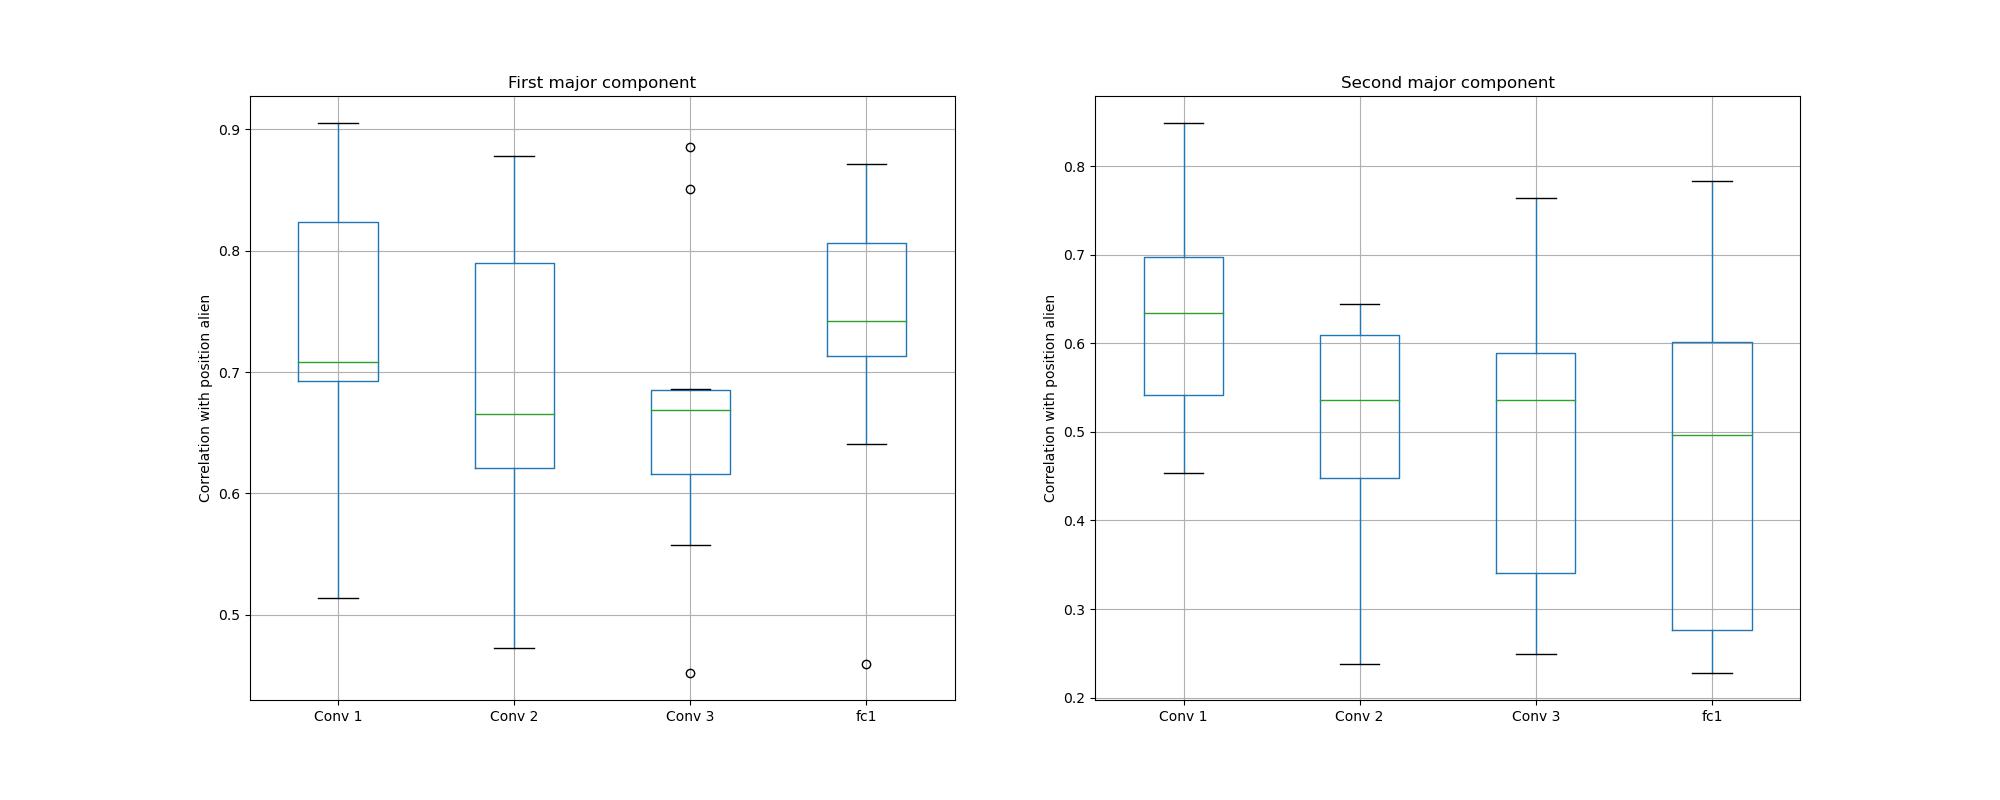 First major component
Correlation with position alien
0.9
0.8
0.7
0.6
0.5
Conv 1 Conv 2 Conv 3 fc1
Second major component
Correlation with position alien
0.8
0.7
0.6
0.5
0.4
0.3
0.2
Conv 1 Conv 2 Conv 3 fc1